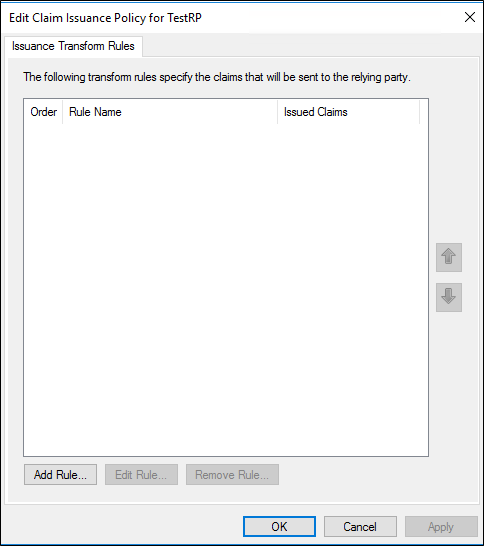 Edit Claim Issuance Policy for TestRP
Issuance Transform Rules
The following transform rules specify the claims that will be sent to the relying party.
Order Rule Name Issued Claims
Add Rule... Edit Rule... Remove Rule...
OK Cancel Apply